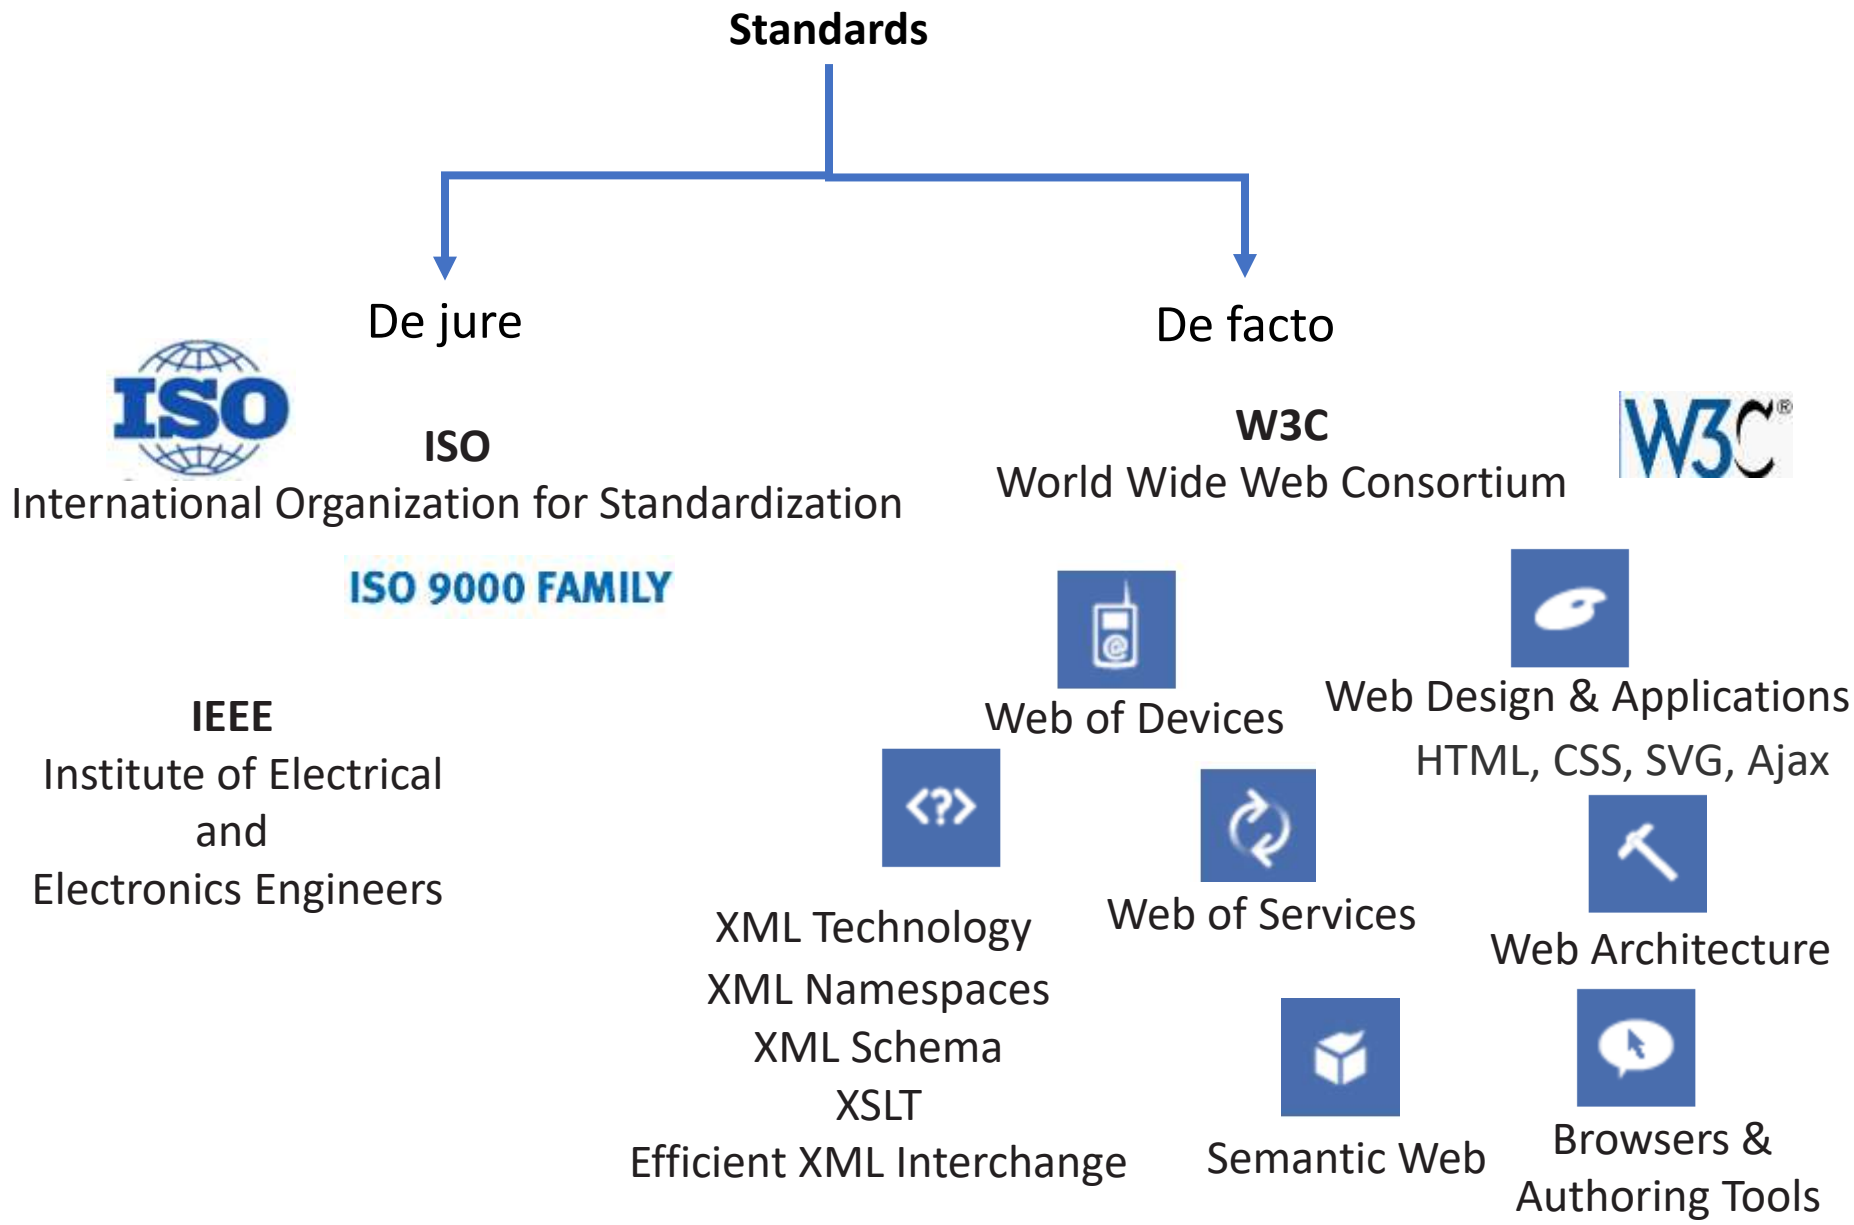 Standards
De jure
De facto
ISO
ISO
International Organization for Standardization
ISO 9000 FAMILY
IEEE
Institute of Electrical
and
Electronics Engineers
W3C
World Wide Web Consortium
W3C®
@
Web of Devices
Web Design & Applications
HTML, CSS, SVG, Ajax
<?>
XML Technology
XML Namespaces
XML Schema
XSLT
Efficient XML Interchange
Web of Services
Web Architecture
Semantic Web
Browsers &
Authoring Tools